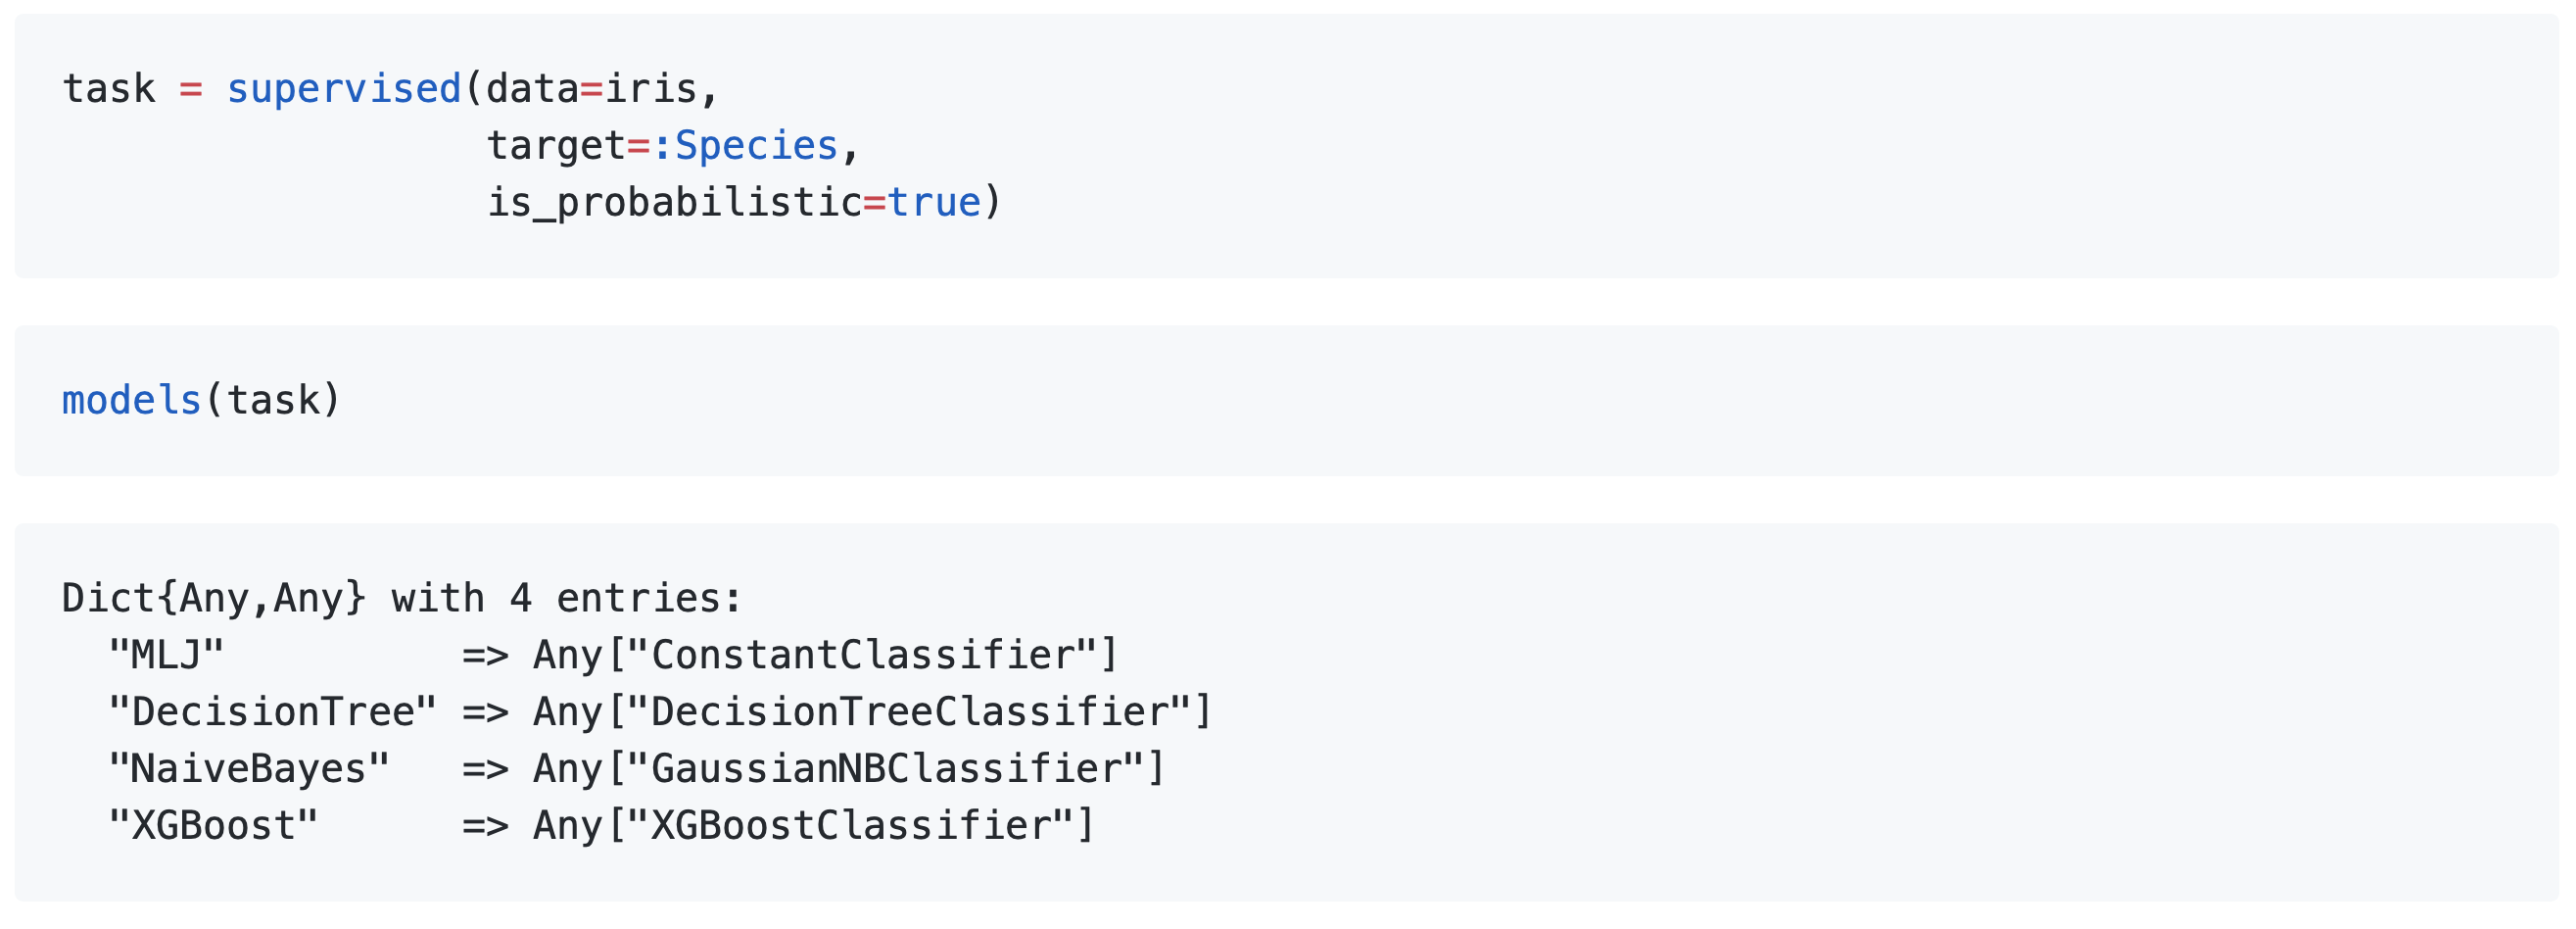 task = supervised(data=iris,
                  target=:Species,
                  is_probabilistic=true)
models(task)
Dict{Any,Any} with 4 entries:
  "MLJ"          => Any["ConstantClassifier"]
  "DecisionTree" => Any["DecisionTreeClassifier"]
  "NaiveBayes"   => Any["GaussianNBClassifier"]
  "XGBoost"      => Any["XGBoostClassifier"]